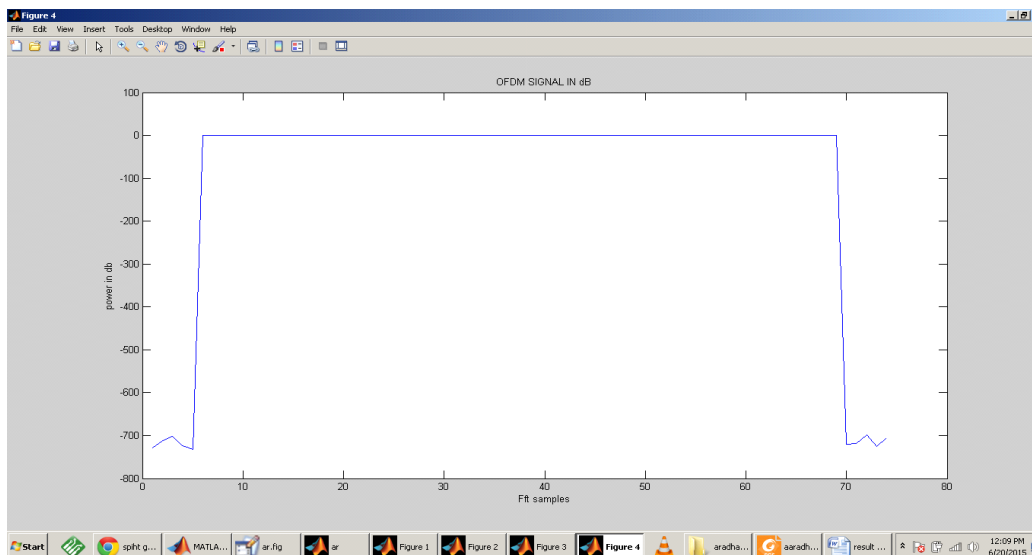 Figure 4
File Edit View Insert Tools Desktop Window Help
OFDM SIGNAL IN dB
power in db
100
0
-100
-200
-300
-400
-500
-600
-700
-800
0 10 20 30 40 50 60 70 80
Fft samples
Start spiht g... MATLA... ar.fig ar Figure 1 Figure 2 Figure 3 Figure 4 aradha... aaradh... result ... 12:09 PM
6/20/2015